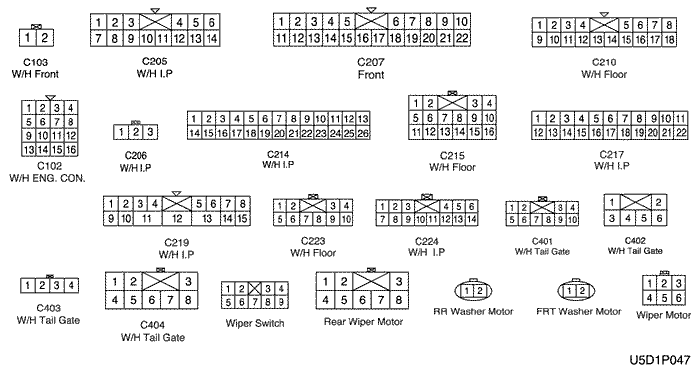 1 2
C103
W/H Front
1 2 3 4 5 6
7 8 9 10 11 12 13 14
C205
W/H I.P
1 2 3 4 5 6 7 8 9 10
11 12 13 14 15 16 17 18 19 20 21 22
C207
Front
1 2 3 4 5 6 7 8
9 10 11 12 13 14 15 16 17 18
C210
W/H Floor
1 2 3 4
5 6 7 8
9 10 11 12
13 14 15 16
C102
W/H ENG. CON.
1 2 3
C206
W/H I.P
1 2 3 4 5 6 7 8 9 10 11 12 13
14 15 16 17 18 19 20 21 22 23 24 25 26
C214
W/H I.P
1 2 3 4
5 6 7 8 9 10
11 12 13 14 15 16
C215
W/H Floor
1 2 3 4 5 6 7 8 9 10 11
12 13 14 15 16 17 18 19 20 21 22
C217
W/H I.P
1 2 3 4 5 6 7 8
9 10 11 12 13 14 15
C219
W/H I.P
1 2 3 4
5 6 7 8 9 10
C223
W/H Floor
1 2 3 4 5 6
7 8 9 10 11 12 13 14
C224
W/H I.P
1 2 3 4
5 6 7 8 9 10
C401
W/H Tail Gate
1 2
3 4 5 6
C402
W/H Tail Gate
1 2 3 4
C403
W/H Tail Gate
1 2 3
4 5 6 7 8
C404
W/H Tail Gate
1 2 3 4
5 6 7 8 9
Wiper Switch
1 2 3
4 5 6 7 8
Rear Wiper Motor
1 2
RR Washer Motor
1 2
FRT Washer Motor
1 2 3
4 5 6
Wiper Motor
U5D1P047